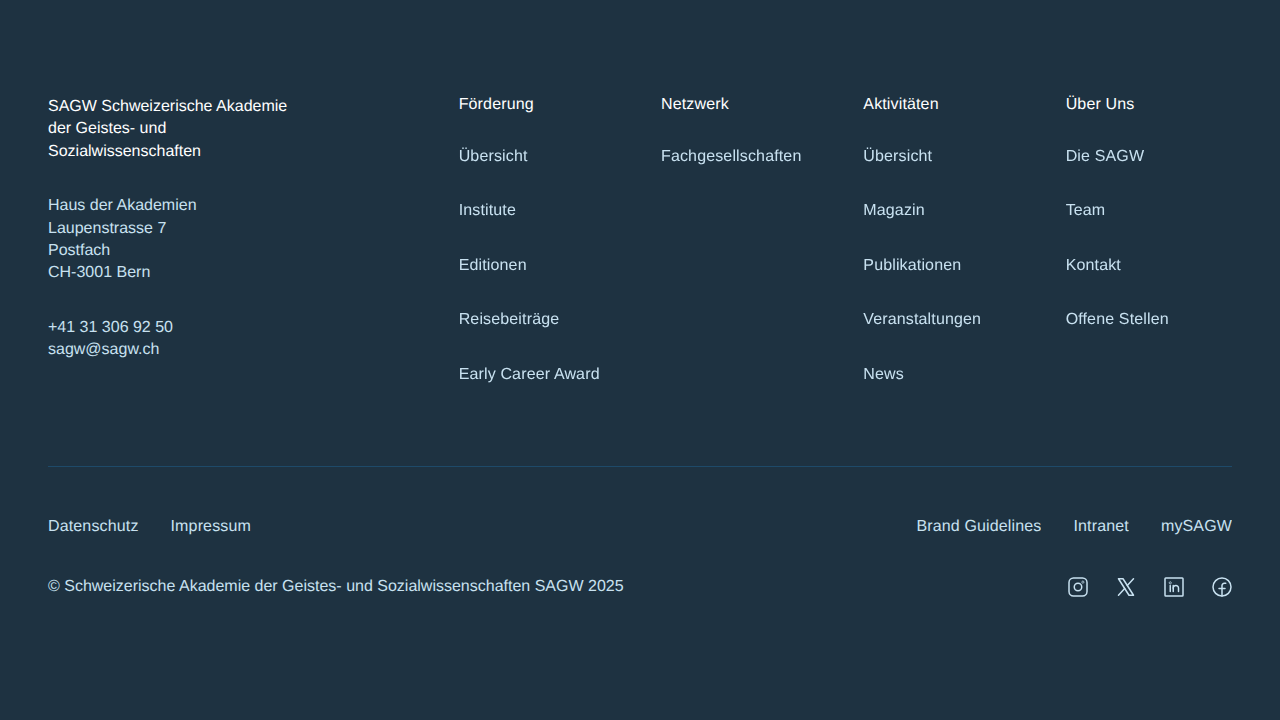 SAGW Schweizerische Akademie
der Geistes- und
Sozialwissenschaften
Haus der Akademien
Laupenstrasse 7
Postfach
CH-3001 Bern
+41 31 306 92 50
sagw@sagw.ch
Förderung
Übersicht
Institute
Editionen
Reisebeiträge
Early Career Award
Netzwerk
Fachgesellschaften
Aktivitäten
Übersicht
Magazin
Publikationen
Veranstaltungen
News
Über Uns
Die SAGW
Team
Kontakt
Offene Stellen
Datenschutz Impressum
Brand Guidelines Intranet mySAGW
© Schweizerische Akademie der Geistes- und Sozialwissenschaften SAGW 2025